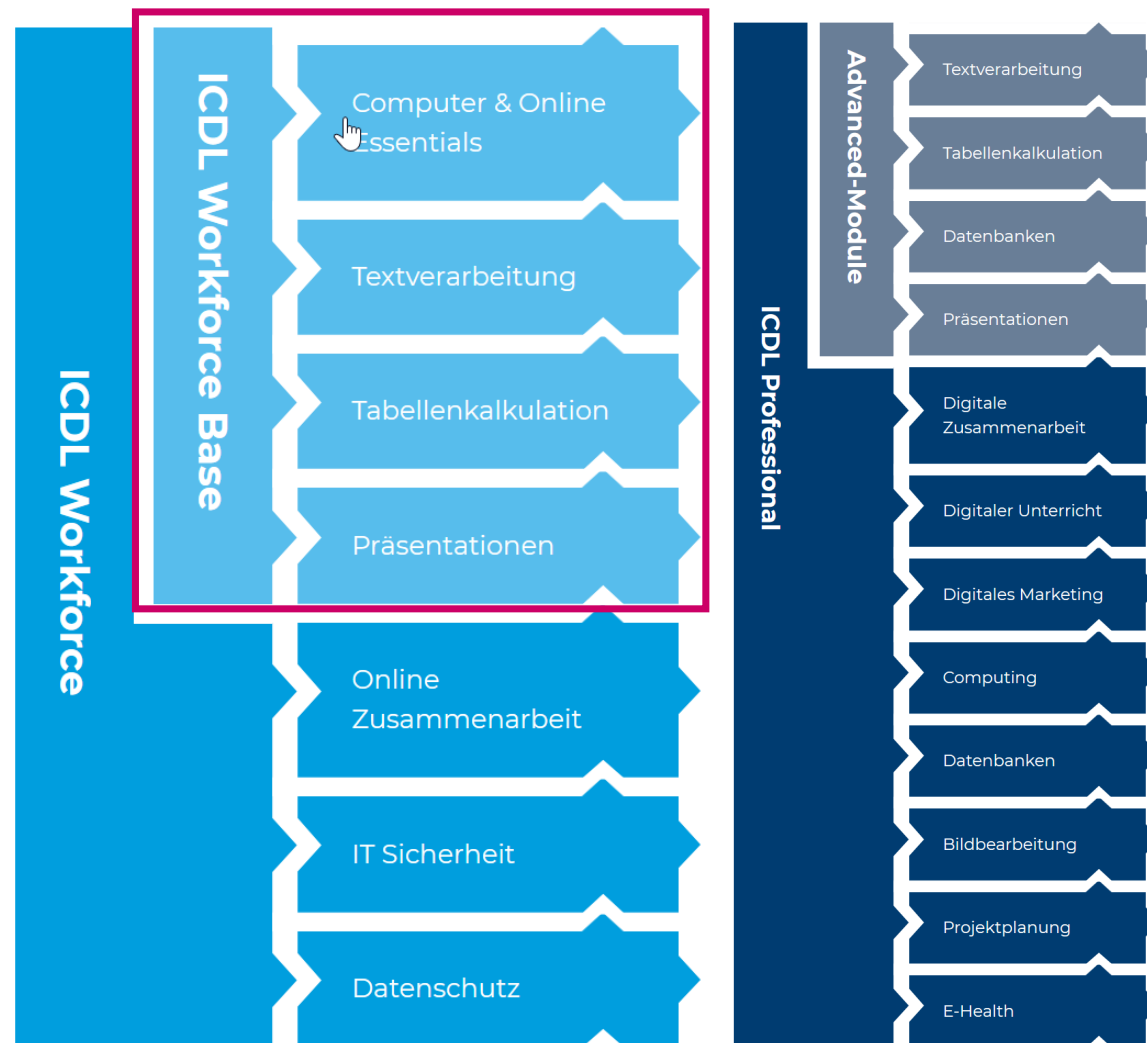 ICDL Workforce
ICDL Workforce Base
Computer & Online
Essentials
Textverarbeitung
Tabellenkalkulation
Präsentationen
Online
Zusammenarbeit
IT Sicherheit
Datenschutz
ICDL Professional
Advanced-Module
Textverarbeitung
Tabellenkalkulation
Datenbanken
Präsentationen
Digitale
Zusammenarbeit
Digitaler Unterricht
Digitales Marketing
Computing
Datenbanken
Bildbearbeitung
Projektplanung
E-Health